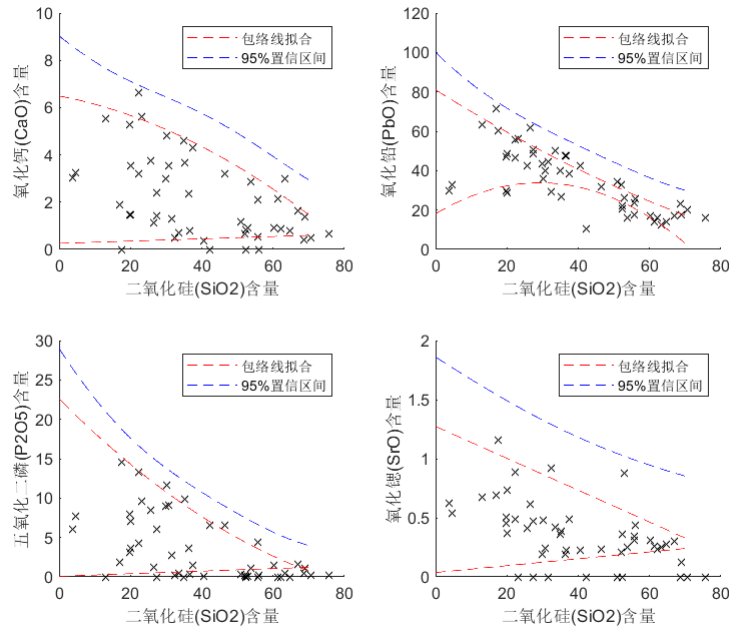 10
8
6
4
2
0
0
20
40
60
80
氧化钙(CaO)含量
二氧化硅(SiO2)含量
包络线拟合
95%置信区间
120
100
80
60
40
20
0
0
20
40
60
80
氧化铅(PbO)含量
二氧化硅(SiO2)含量
包络线拟合
95%置信区间
30
25
20
15
10
5
0
0
20
40
60
80
五氧化二磷(P2O5)含量
二氧化硅(SiO2)含量
包络线拟合
95%置信区间
2
1.5
1
0.5
0
0
20
40
60
80
氧化锶(SrO)含量
二氧化硅(SiO2)含量
包络线拟合
95%置信区间